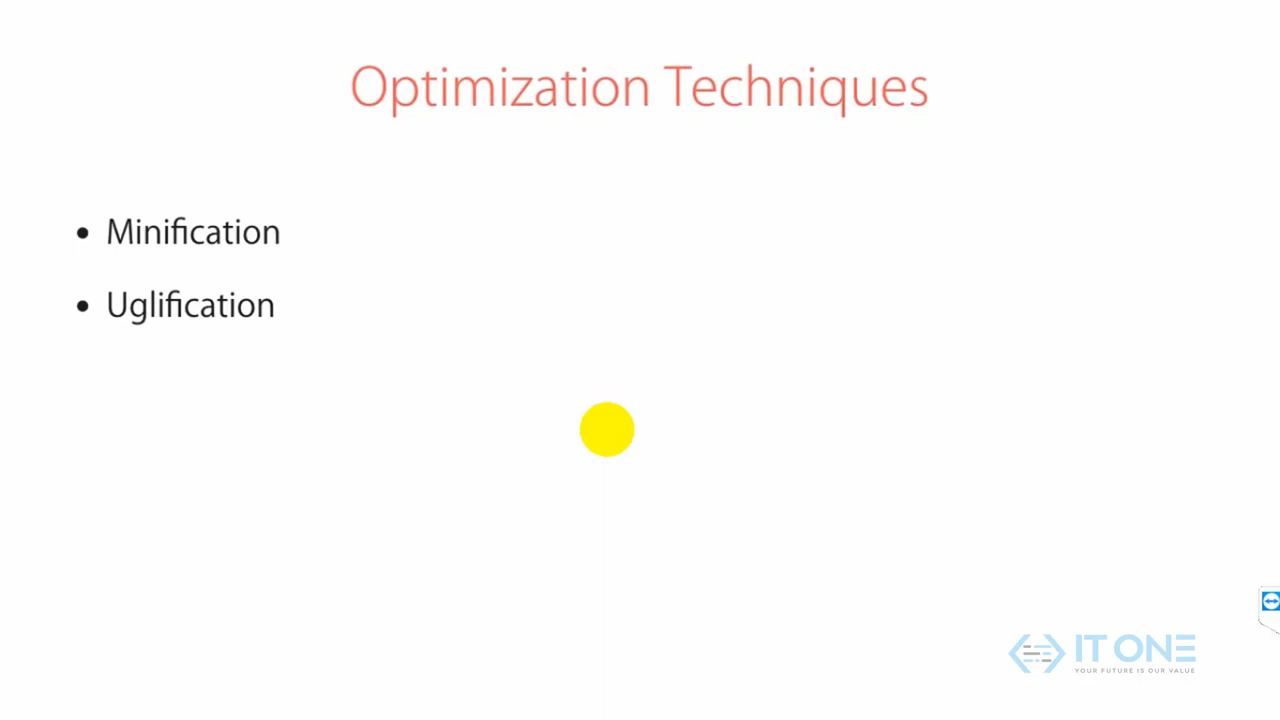 Optimization Techniques
• Minification
• Uglification
IT ONE
YOUR FUTURE IS OUR VALUE